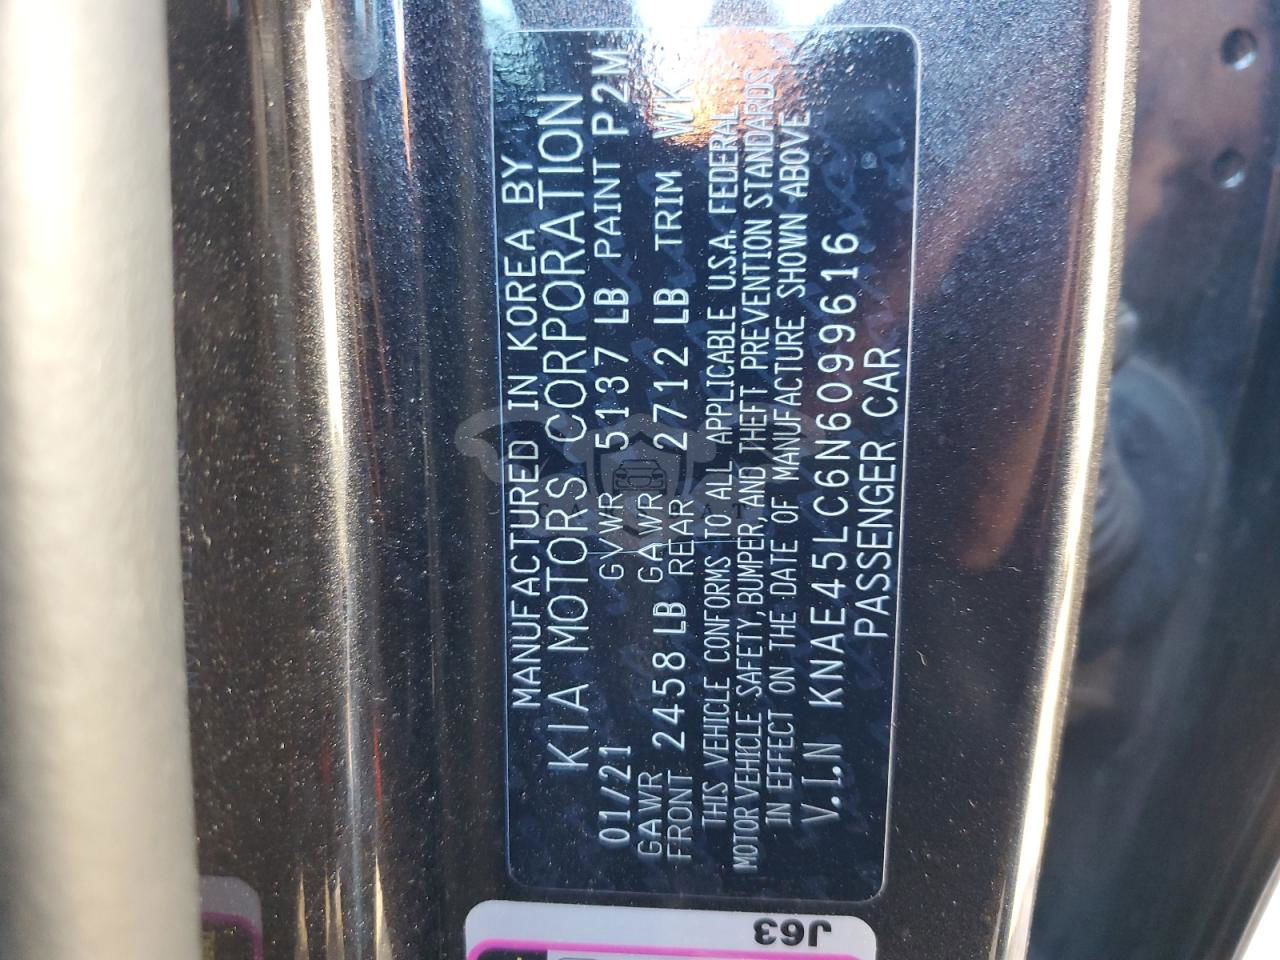 MANUFACTURED IN KOREA BY
KIA MOTORS CORPORATION
01/21 GVWR 5137 LB PAINT P2M
GAWR FRONT 2458 LB GAWR REAR 2712 LB TRIM WK
THIS VEHICLE CONFORMS TO ALL APPLICABLE U.S.A. FEDERAL
MOTOR VEHICLE SAFETY, BUMPER, AND THEFT PREVENTION STANDARDS
IN EFFECT ON THE DATE OF MANUFACTURE SHOWN ABOVE.
V.I.N KNAE45LC6N6099616
PASSENGER CAR
J63